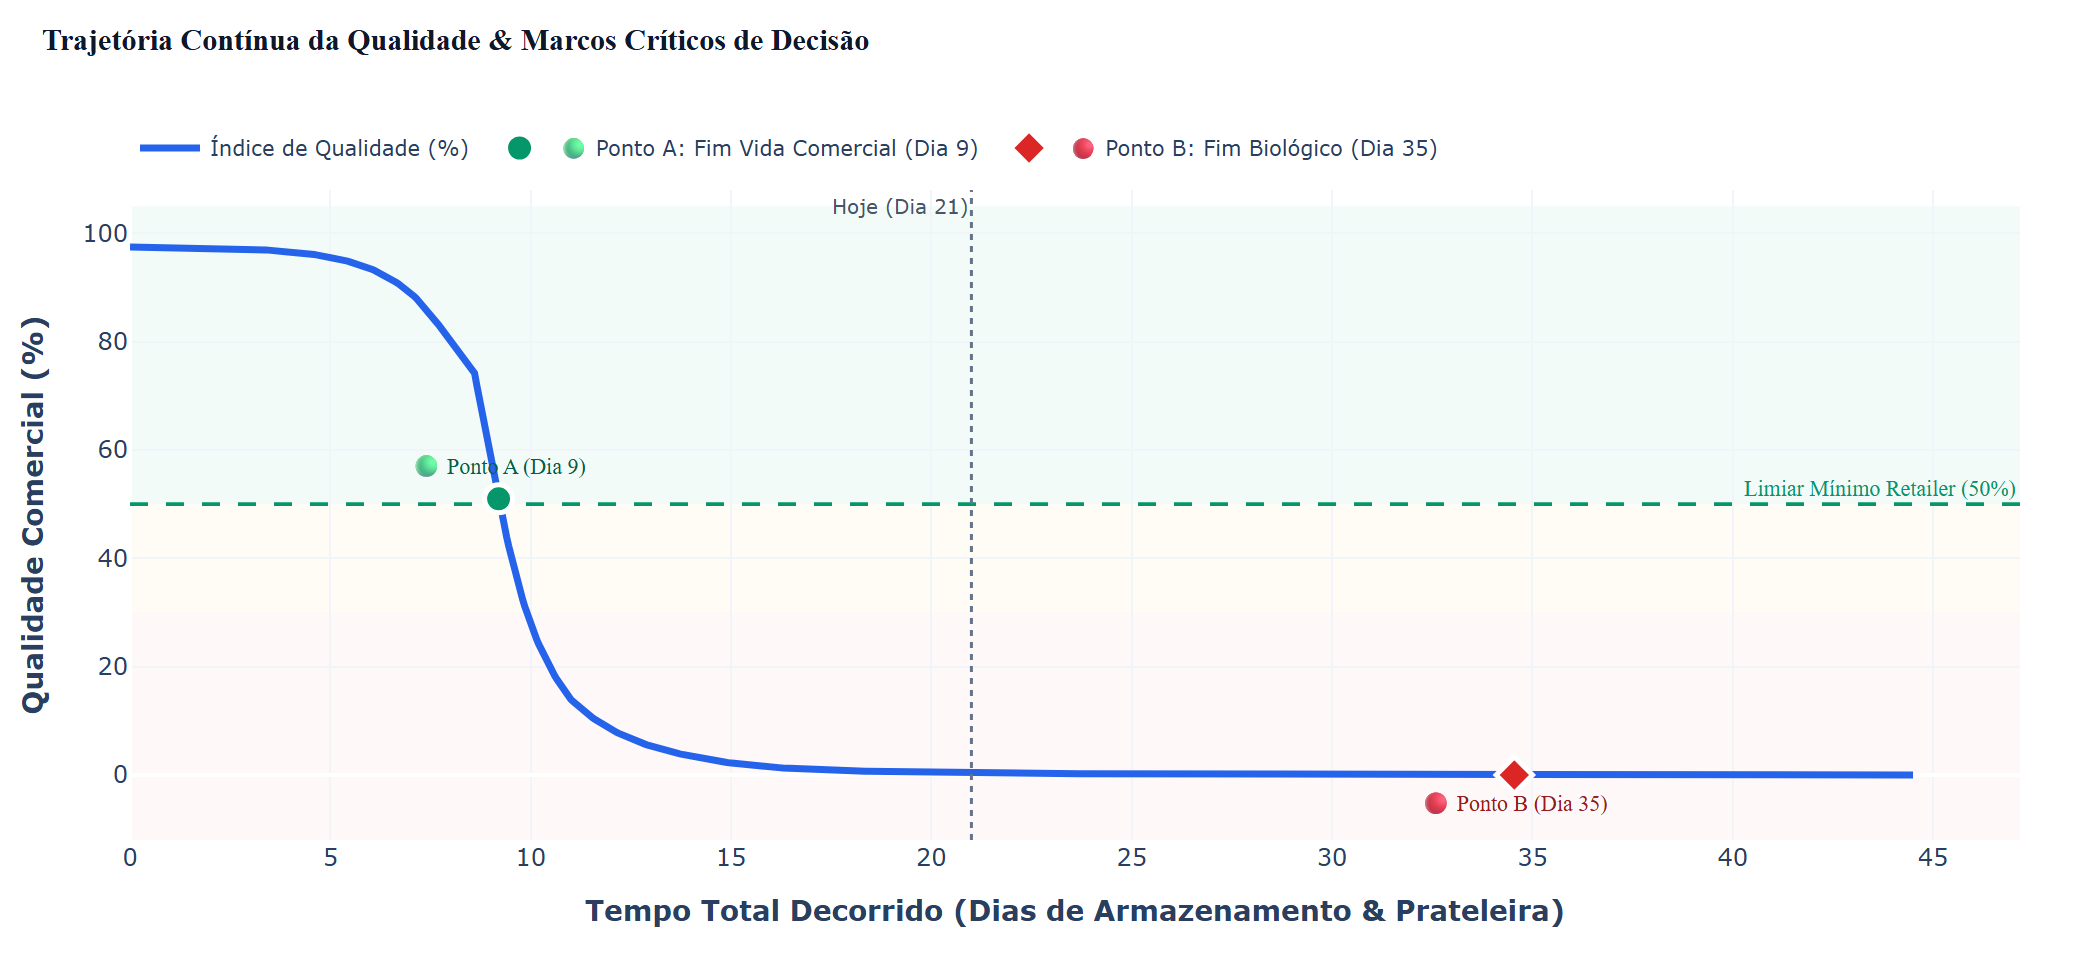 Trajetória Contínua da Qualidade & Marcos Críticos de Decisão
Índice de Qualidade (%)
Ponto A: Fim Vida Comercial (Dia 9)
Ponto B: Fim Biológico (Dia 35)
Hoje (Dia 21)
100
80
60
40
20
0
Qualidade Comercial (%)
Ponto A (Dia 9)
Limiar Mínimo Retailer (50%)
Ponto B (Dia 35)
0
5
10
15
20
25
30
35
40
45
Tempo Total Decorrido (Dias de Armazenamento & Prateleira)